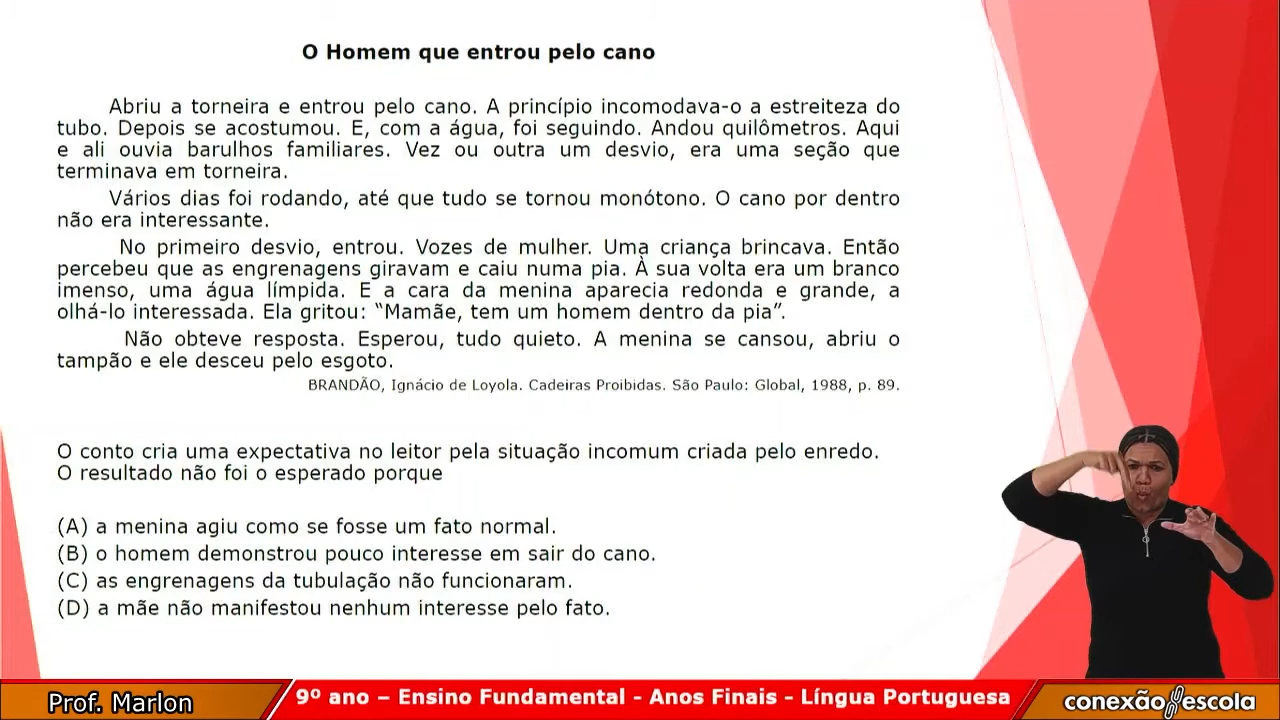 O Homem que entrou pelo cano
Abriu a torneira e entrou pelo cano. A princípio incomodava-o a estreiteza do
tubo. Depois se acostumou. E, com a água, foi seguindo. Andou quilômetros. Aqui
e ali ouvia barulhos familiares. Vez ou outra um desvio, era uma seção que
terminava em torneira.
Vários dias foi rodando, até que tudo se tornou monótono. O cano por dentro
não era interessante.
No primeiro desvio, entrou. Vozes de mulher. Uma criança brincava. Então
percebeu que as engrenagens giravam e caiu numa pia. À sua volta era um branco
imenso, uma água límpida. E a cara da menina aparecia redonda e grande, a
olhá-lo interessada. Ela gritou: “Mamãe, tem um homem dentro da pia”.
Não obteve resposta. Esperou, tudo quieto. A menina se cansou, abriu o
tampão e ele desceu pelo esgoto.
BRANDÃO, Ignácio de Loyola. Cadeiras Proibidas. São Paulo: Global, 1988, p. 89.
O conto cria uma expectativa no leitor pela situação incomum criada pelo enredo.
O resultado não foi o esperado porque
(A) a menina agiu como se fosse um fato normal.
(B) o homem demonstrou pouco interesse em sair do cano.
(C) as engrenagens da tubulação não funcionaram.
(D) a mãe não manifestou nenhum interesse pelo fato.
Prof. Marlon
9º ano – Ensino Fundamental - Anos Finais - Língua Portuguesa
conexão escola